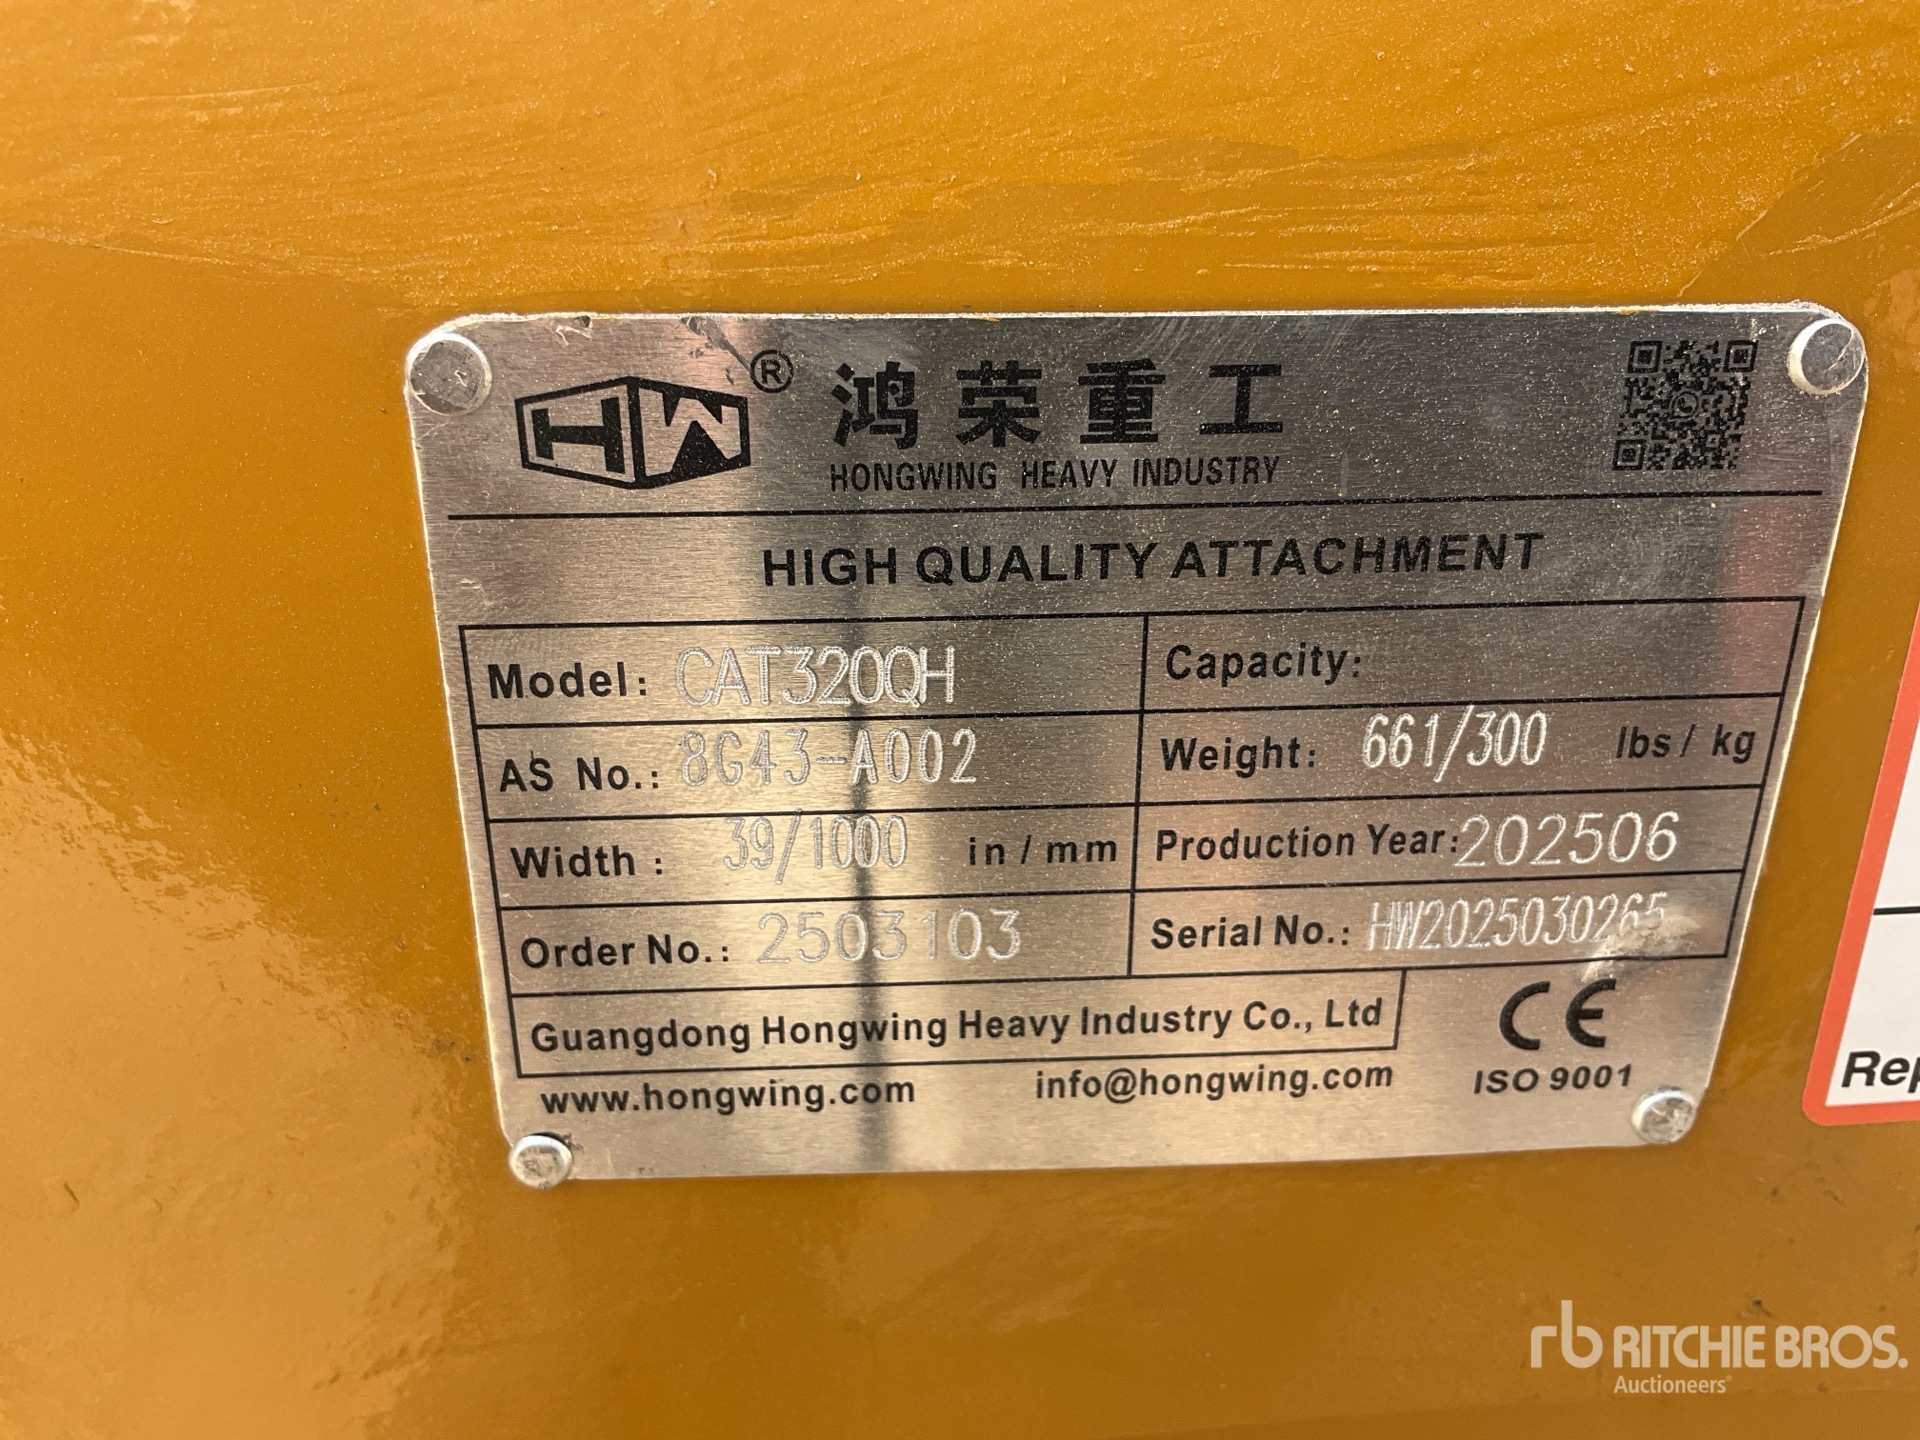 HW®
鸿荣重工
HONGWING HEAVY INDUSTRY
HIGH QUALITY ATTACHMENT
Model: CAT320QH
Capacity:
AS No.: 8G43-A002
Weight: 661/300 lbs / kg
Width : 39/1000 in / mm
Production Year: 202506
Order No.: 2503103
Serial No.: HW2025030265
Guangdong Hongwing Heavy Industry Co., Ltd
CE
www.hongwing.com
info@hongwing.com
ISO 9001
Rep
rb RITCHIE BROS.
Auctioneers